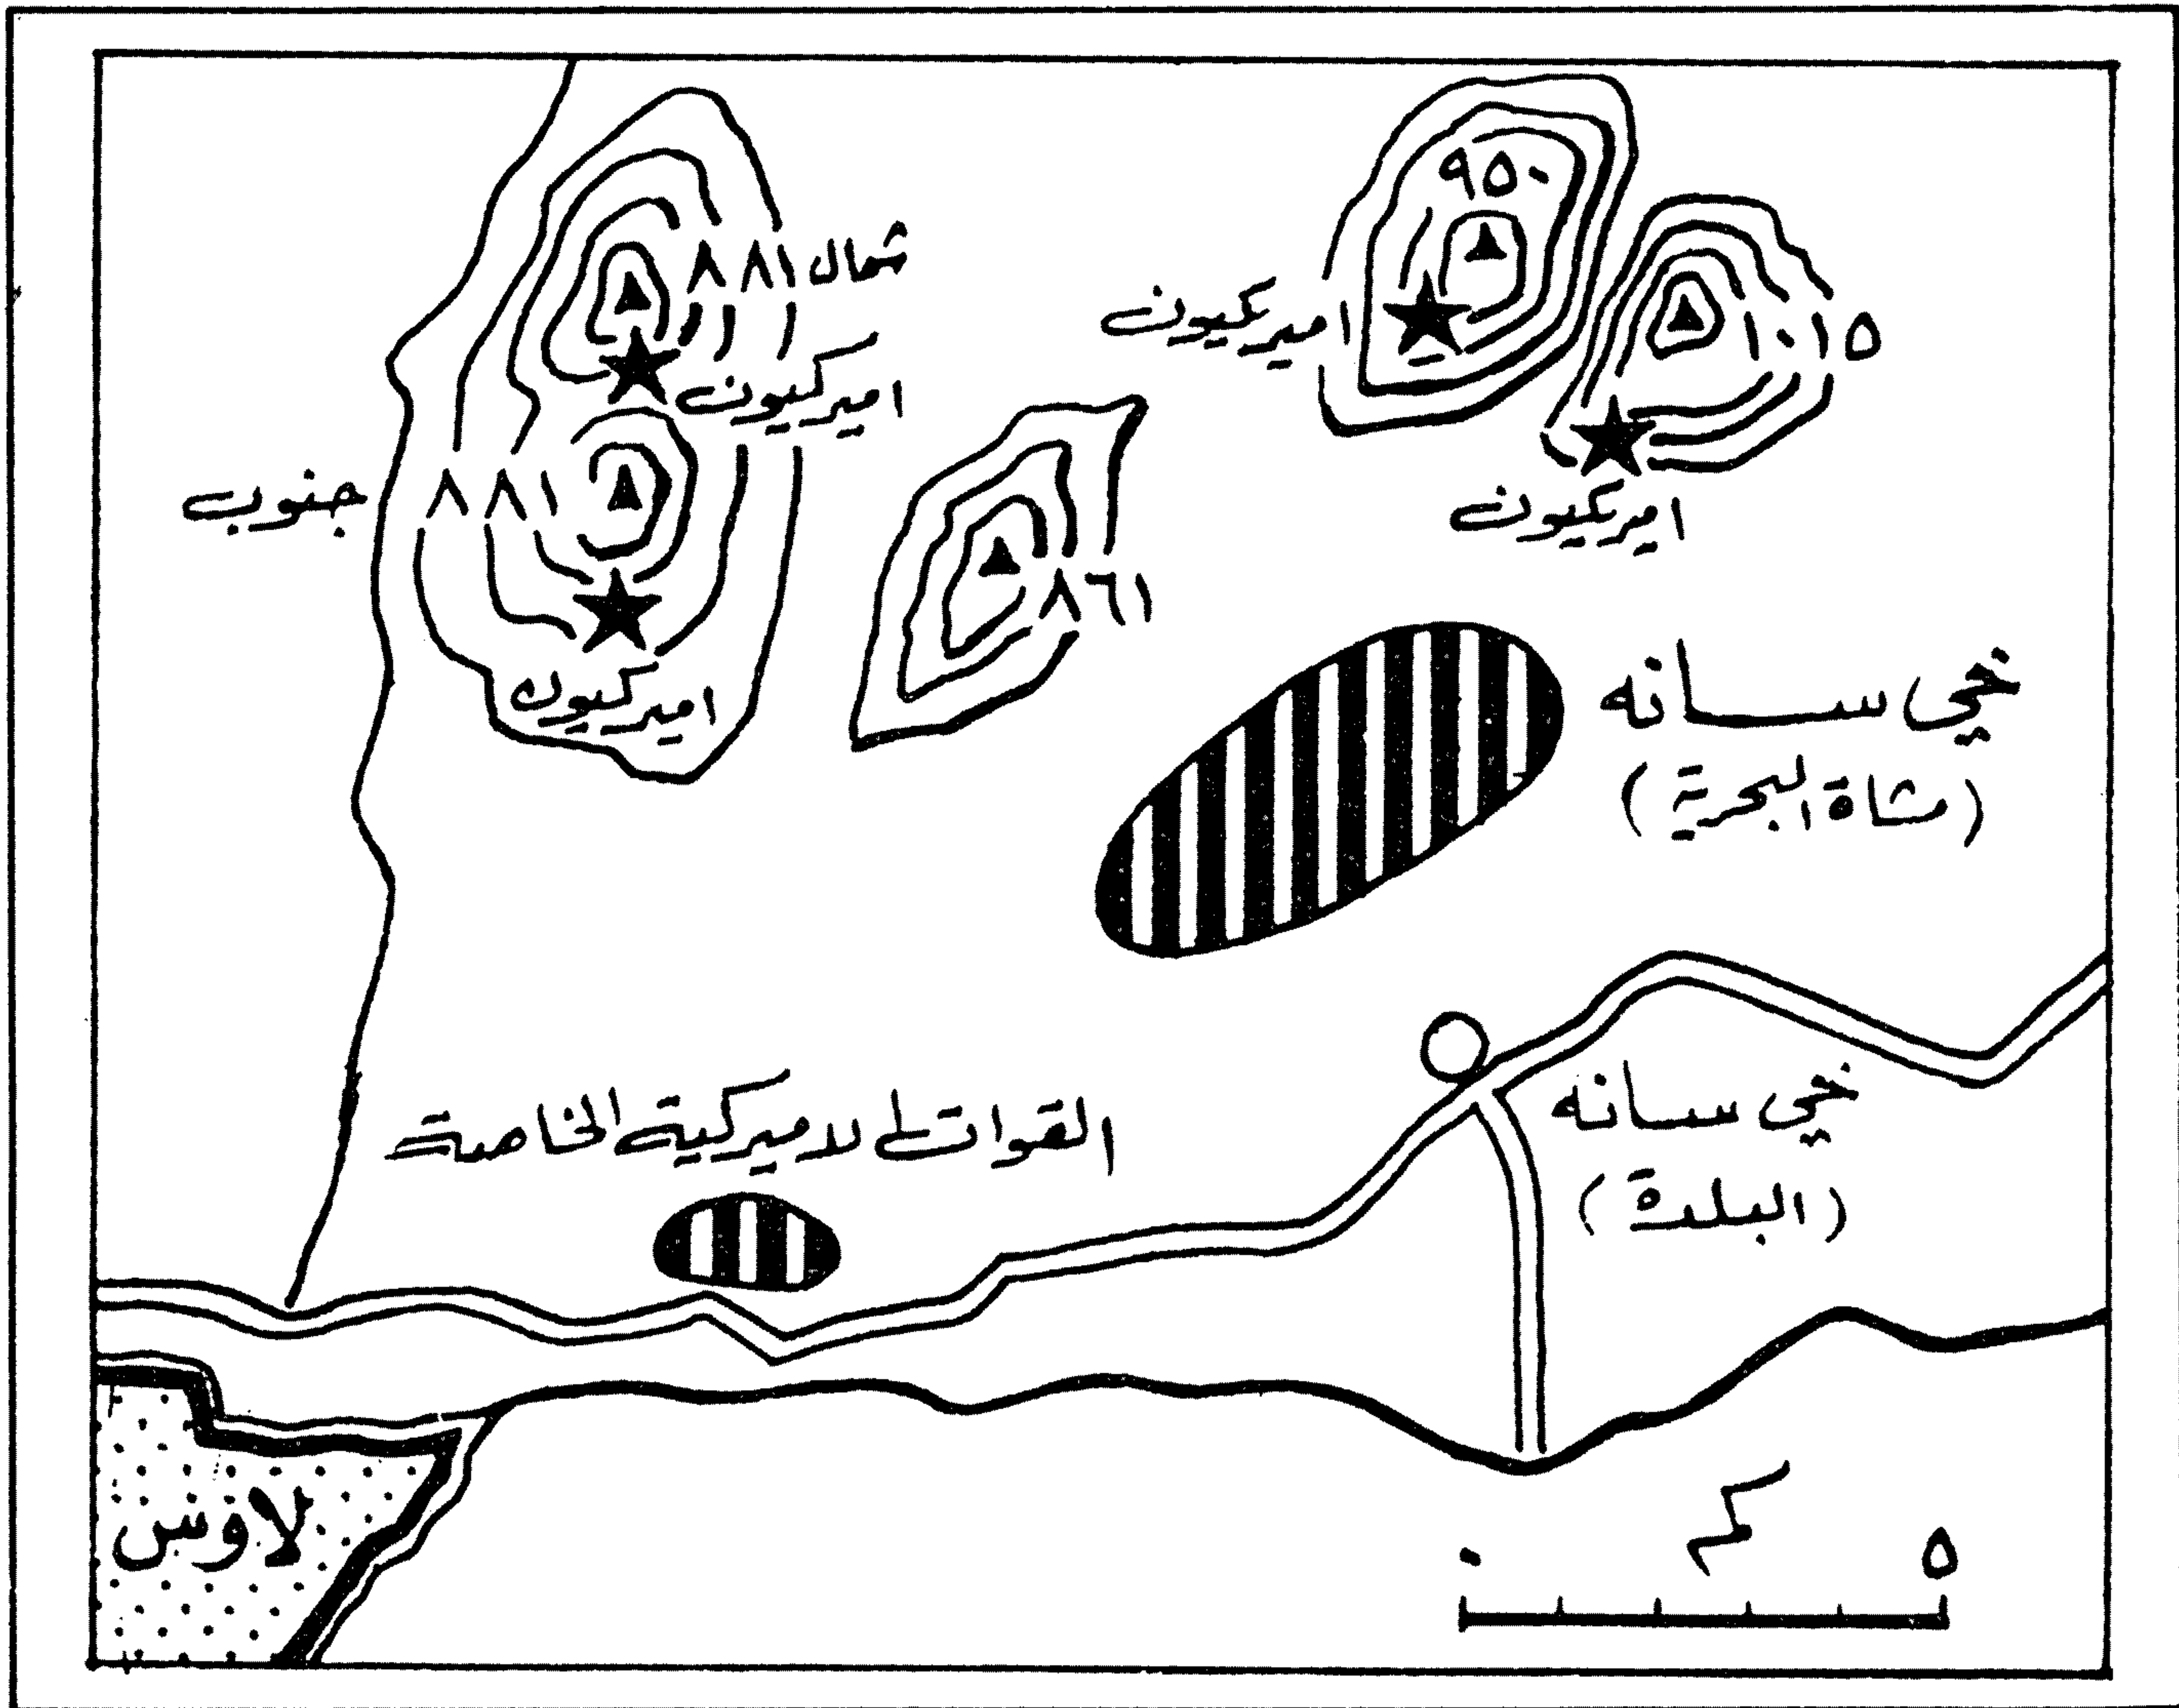 ٩٥٠
٨٨١ شمال
اميركيون
١٠١٥
اميركيون
٨٨١ جنوب
اميركيون
اميركيون
٨٦١
اميركيون
خي سانه
(مشاة البحرية)
خي سانه
(البلدة)
القوات الاميركية الخاصة
لاوس
كم
٠ ٥